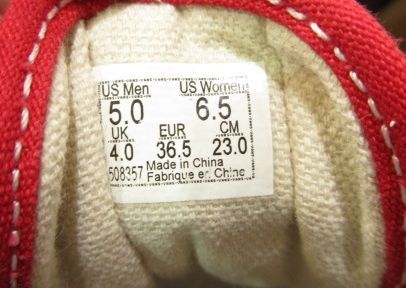 US Men US Women
5.0 6.5
UK EUR CM
4.0 36.5 23.0
508357 Made in China
Fabrique en Chine